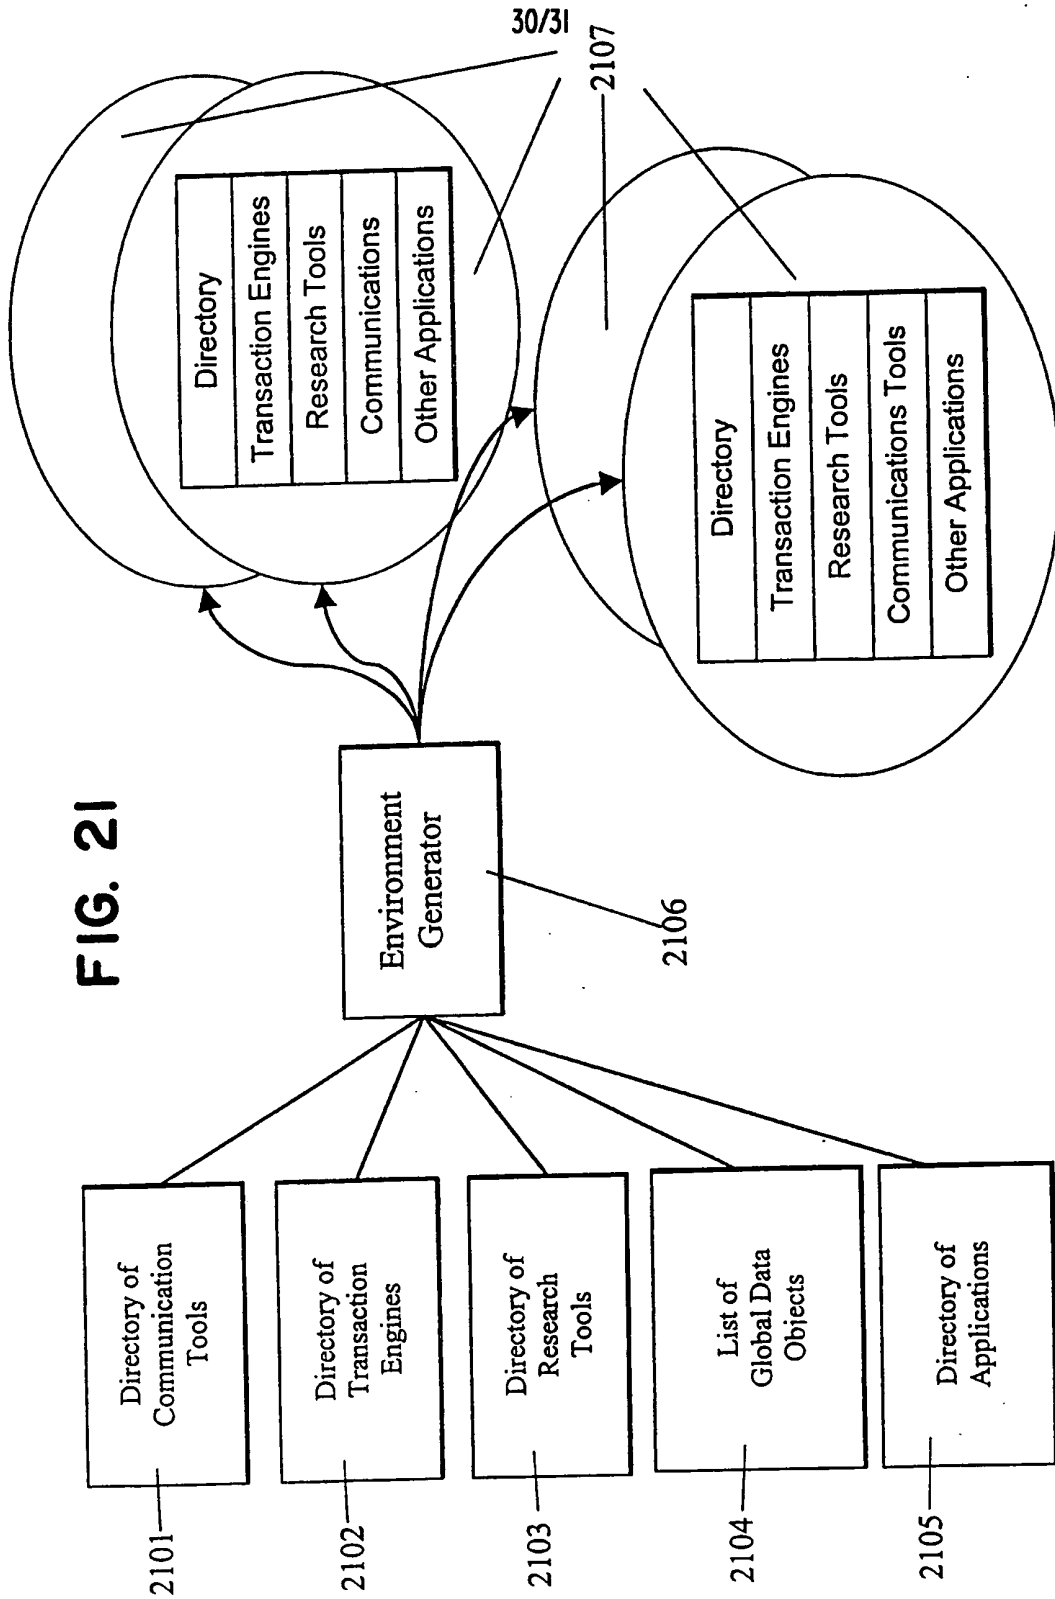 30/31
FIG. 21
2101
Directory of
Communication
Tools
2102
Directory of
Transaction
Engines
2103
Directory of
Research
Tools
2104
List of
Global Data
Objects
2105
Directory of
Applications
Environment
Generator
2106
2107
Directory
Transaction Engines
Research Tools
Communications
Other Applications
Directory
Transaction Engines
Research Tools
Communications Tools
Other Applications